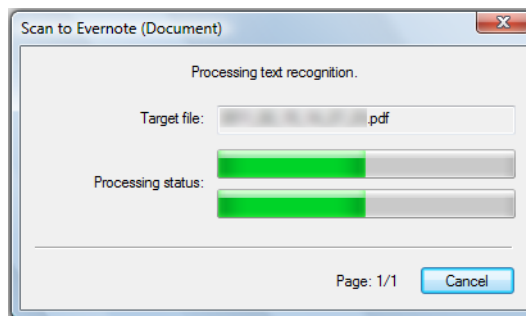 Scan to Evernote (Document)
Processing text recognition.
Target file: .pdf
Processing status:
Page: 1/1 Cancel